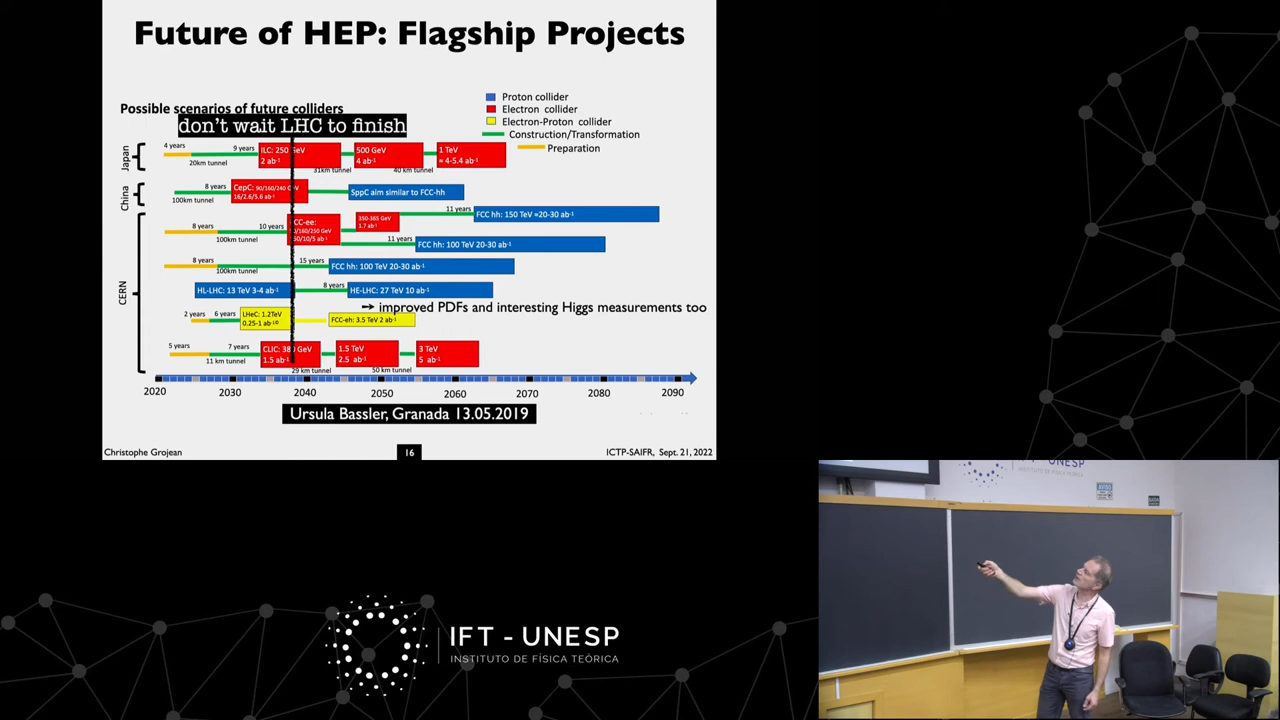 Future of HEP: Flagship Projects
Possible scenarios of future colliders
don't wait LHC to finish
Proton collider
Electron collider
Electron-Proton collider
Construction/Transformation
Preparation
Japan
4 years
9 years
20km tunnel
ILC: 250 GeV
2 ab-1
31km tunnel
500 GeV
4 ab-1
40 km tunnel
1 TeV
≈ 4-5.4 ab-1
China
8 years
100km tunnel
CepC: 90/160/240 GeV
16/2.6/5.6 ab-1
SppC aim similar to FCC-hh
CERN
8 years
10 years
100km tunnel
CC-ee:
/160/250 GeV
50/10/5 ab-1
350-365 GeV
1.7 ab-1
11 years
FCC hh: 150 TeV ≈20-30 ab-1
11 years
FCC hh: 100 TeV 20-30 ab-1
8 years
100km tunnel
15 years
FCC hh: 100 TeV 20-30 ab-1
HL-LHC: 13 TeV 3-4 ab-1
8 years
HE-LHC: 27 TeV 10 ab-1
→ improved PDFs and interesting Higgs measurements too
2 years
6 years
LHeC: 1.2TeV
0.25-1 ab-1
FCC-eh: 3.5 TeV 2 ab-1
5 years
7 years
11 km tunnel
CLIC: 380 GeV
1.5 ab-1
29 km tunnel
1.5 TeV
2.5 ab-1
50 km tunnel
3 TeV
5 ab-1
2020 2030 2040 2050 2060 2070 2080 2090
Ursula Bassler, Granada 13.05.2019
Christophe Grojean 16 ICTP-SAIFR, Sept. 21, 2022
IFT - UNESP
INSTITUTO DE FÍSICA TEÓRICA
IFT - UNESP
INSTITUTO DE FÍSICA TEÓRICA